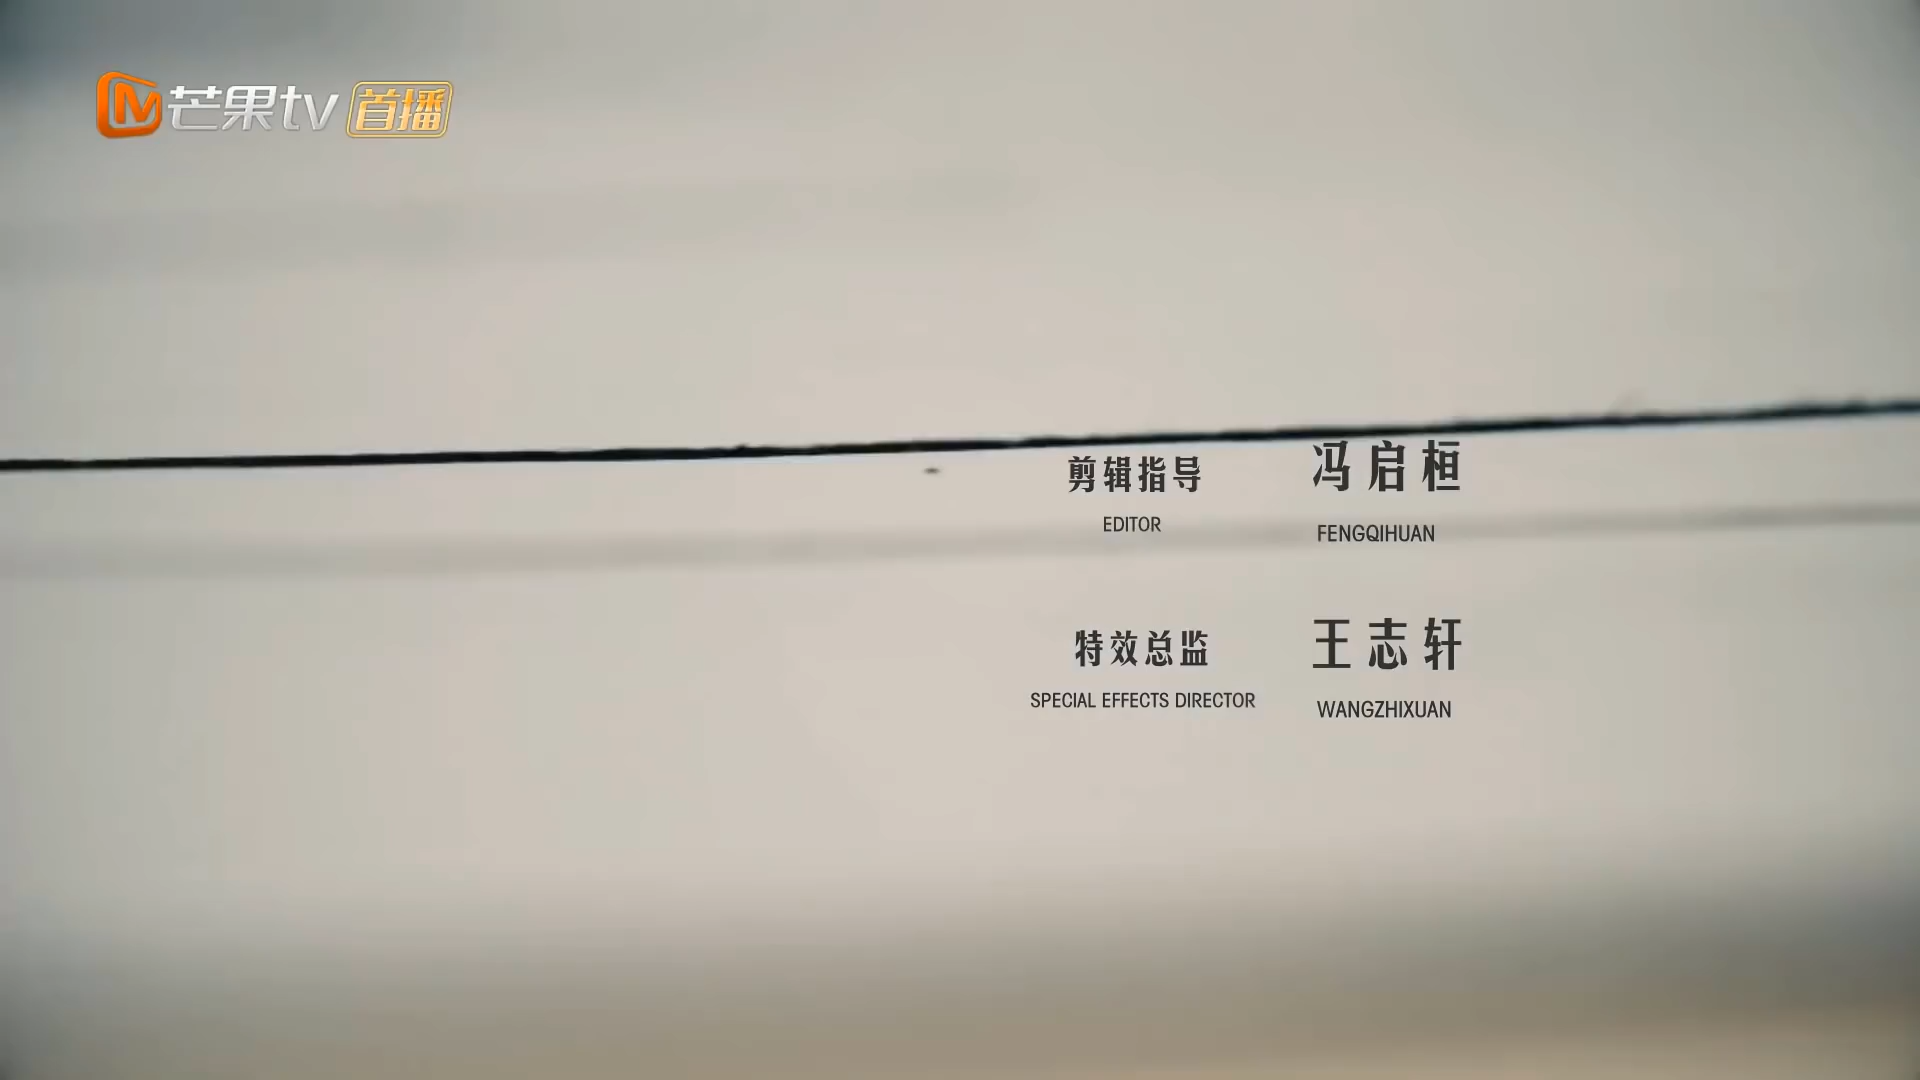 芒果tv 首播
剪辑指导 冯启桓
EDITOR FENGQIHUAN
特效总监 王志轩
SPECIAL EFFECTS DIRECTOR WANGZHIXUAN